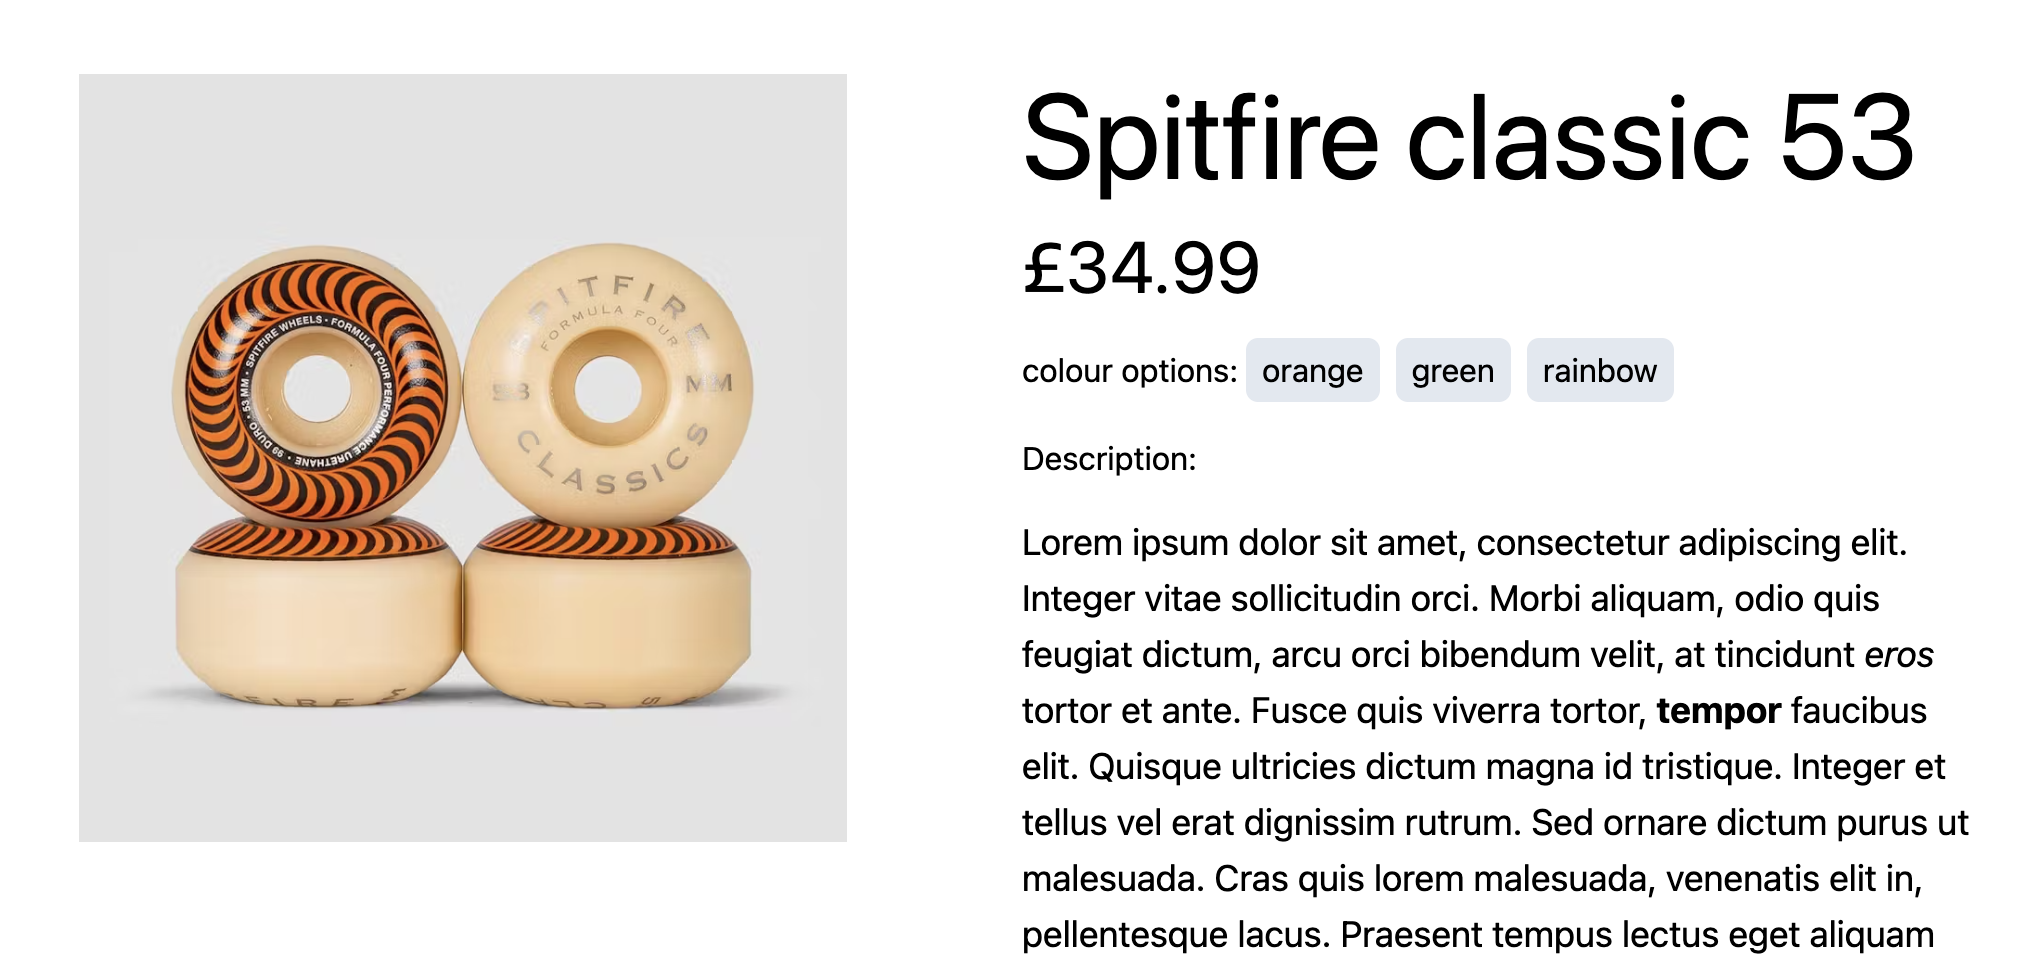 Spitfire classic 53
£34.99
colour options: orange green rainbow
Description:
Lorem ipsum dolor sit amet, consectetur adipiscing elit.
Integer vitae sollicitudin orci. Morbi aliquam, odio quis
feugiat dictum, arcu orci bibendum velit, at tincidunt eros
tortor et ante. Fusce quis viverra tortor, tempor faucibus
elit. Quisque ultricies dictum magna id tristique. Integer et
tellus vel erat dignissim rutrum. Sed ornare dictum purus ut
malesuada. Cras quis lorem malesuada, venenatis elit in,
pellentesque lacus. Praesent tempus lectus eget aliquam
SPITFIRE WHEELS • FORMULA FOUR PERFORMANCE URETHANE • 99 DURO • 53 MM •
SPITFIRE
FORMULA FOUR
53 MM
CLASSICS